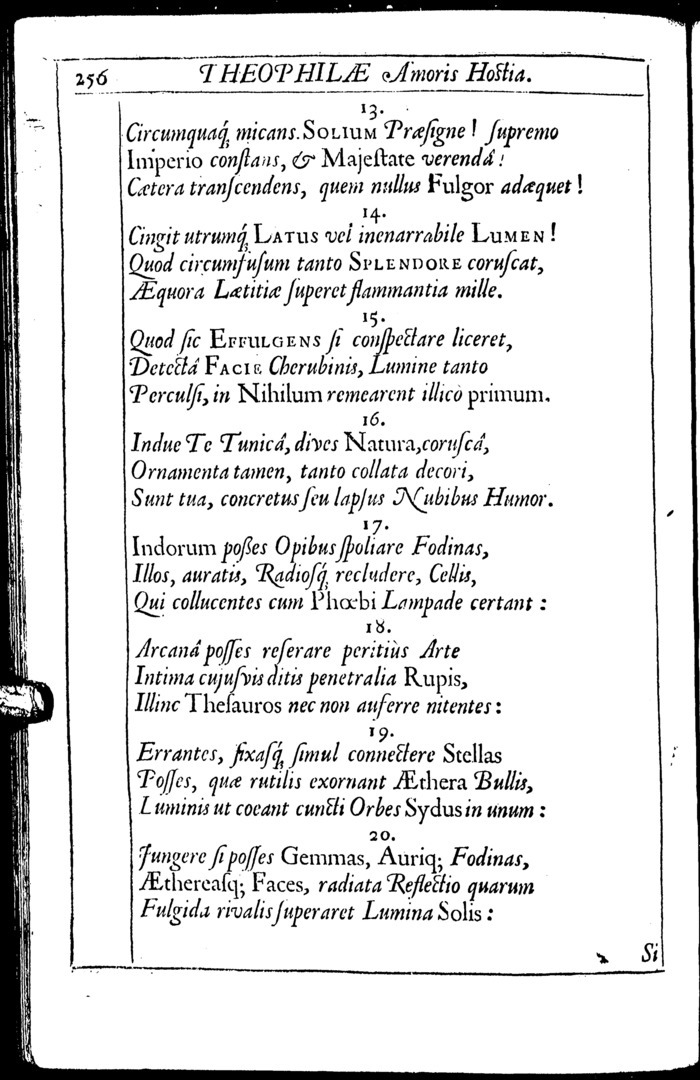 256 THEOPHILÆ Amoris Hostia.
13.
Circumquaq́; micans. SOLIUM Præſigne! ſupremo
Imperio conſtans, & Majeſtate verendâ!
Cætera tranſcendens, quem nullus Fulgor adæquet!
14.
Cingit utrumq́; LATUS vel inenarrabile LUMEN!
Quod circumfuſum tanto SPLENDORE coruſcat,
Æquora Lætitiæ ſuperet flammantia mille.
15.
Quod ſic EFFULGENS ſi conſpectare liceret,
Detectâ FACIE Cherubinis, Lumine tanto
Perculſi, in Nihilum remearent illicò primum.
16.
Indue Te Tunicâ, dives Natura, coruſcâ,
Ornamenta tamen, tanto collata decori,
Sunt tua, concretus ſeu lapſus Nubibus Humor.
17.
Indorum poßes Opibus ſpoliare Fodinas,
Illos, auratis, Radioſq́; recludere, Cellis,
Qui collucentes cum Phœbi Lampade certant:
18.
Arcanâ poſſes reſerare peritiùs Arte
Intima cujuſvis ditis penetralia Rupis,
Illinc Theſauros nec non auferre nitentes:
19.
Errantes, fixaſq́; ſimul connectere Stellas
Poſſes, quæ rutilis exornant Æthera Bullis,
Luminis ut coeant cuncti Orbes Sydus in unum:
20.
Jungere ſi poſſes Gemmas, Auriq; Fodinas,
Æthereaſq; Faces, radiata Reflectio quarum
Fulgida rivalis ſuperaret Lumina Solis:
Si